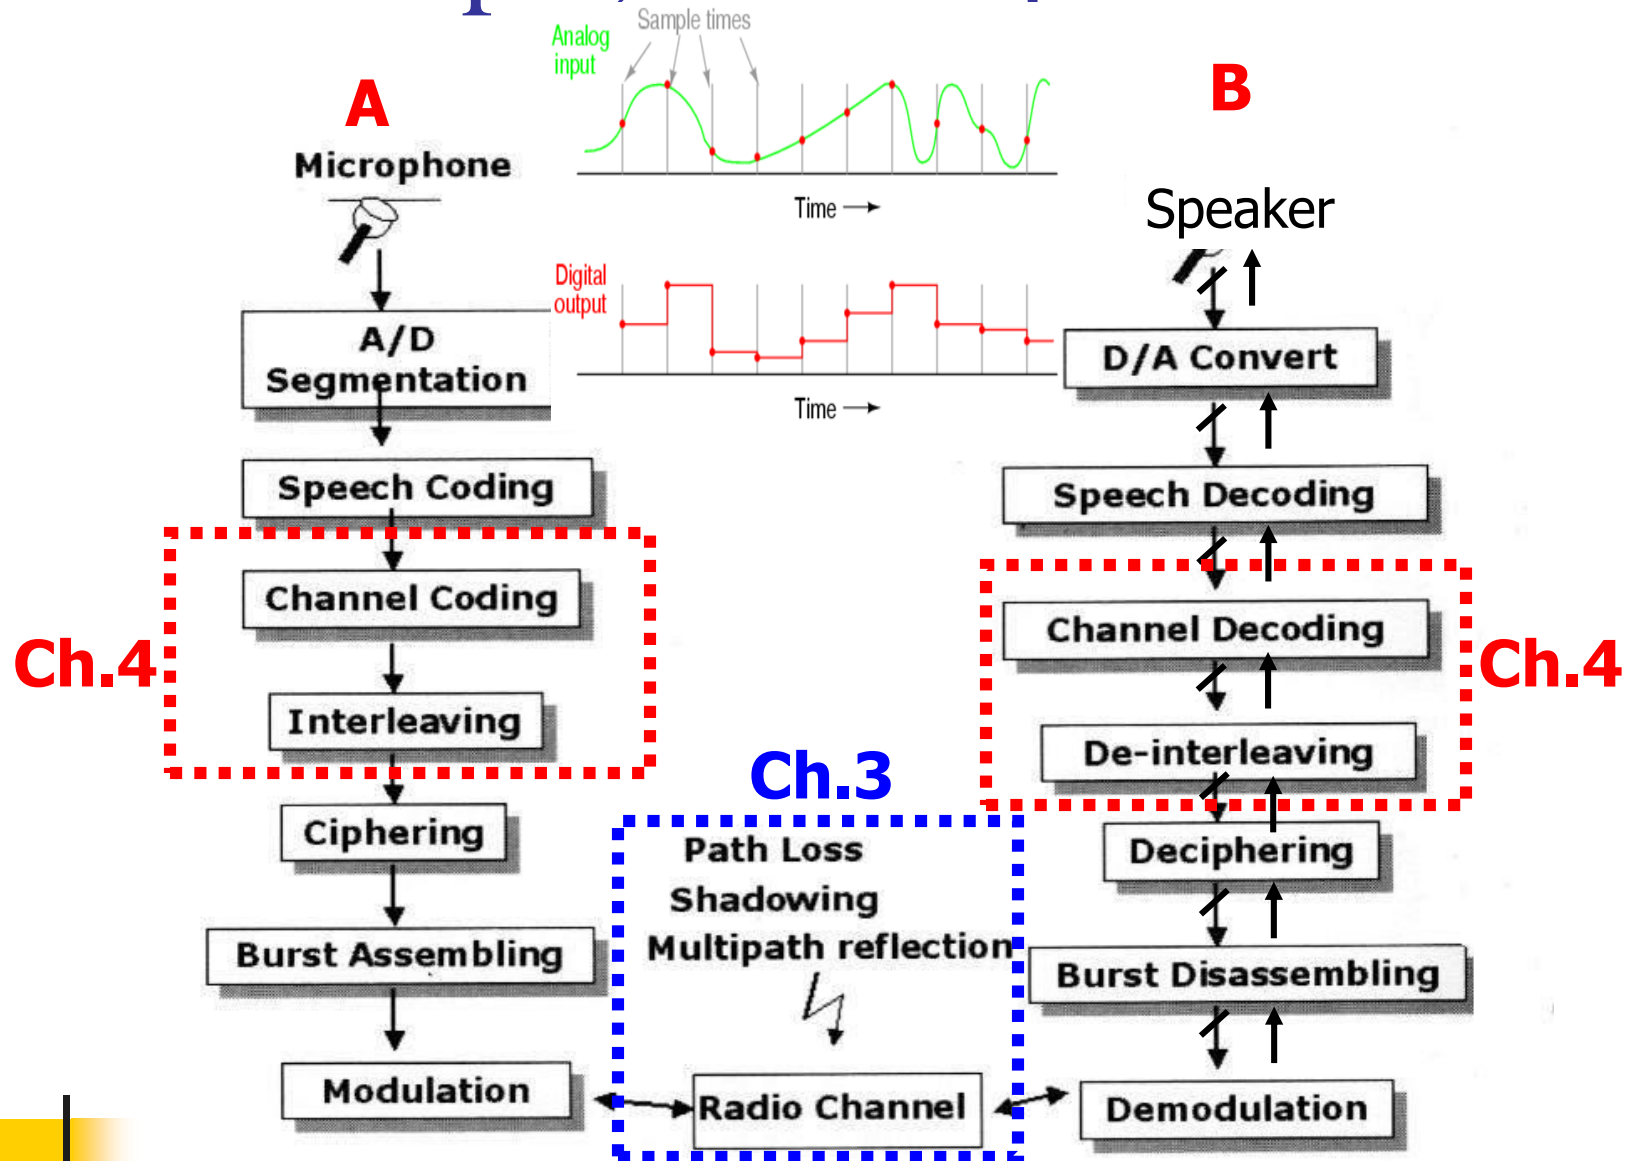 Sample times
Analog
input
A
B
Microphone
Time
Speaker
Digital
output
A/D
Segmentation
D/A Convert
Time
Speech Coding
Speech Decoding
Channel Coding
Channel Decoding
Ch.4
Ch.4
Interleaving
De-interleaving
Ch.3
Ciphering
Path Loss
Deciphering
Shadowing
Multipath reflection
Burst Assembling
Burst Disassembling
Modulation
Radio Channel
Demodulation